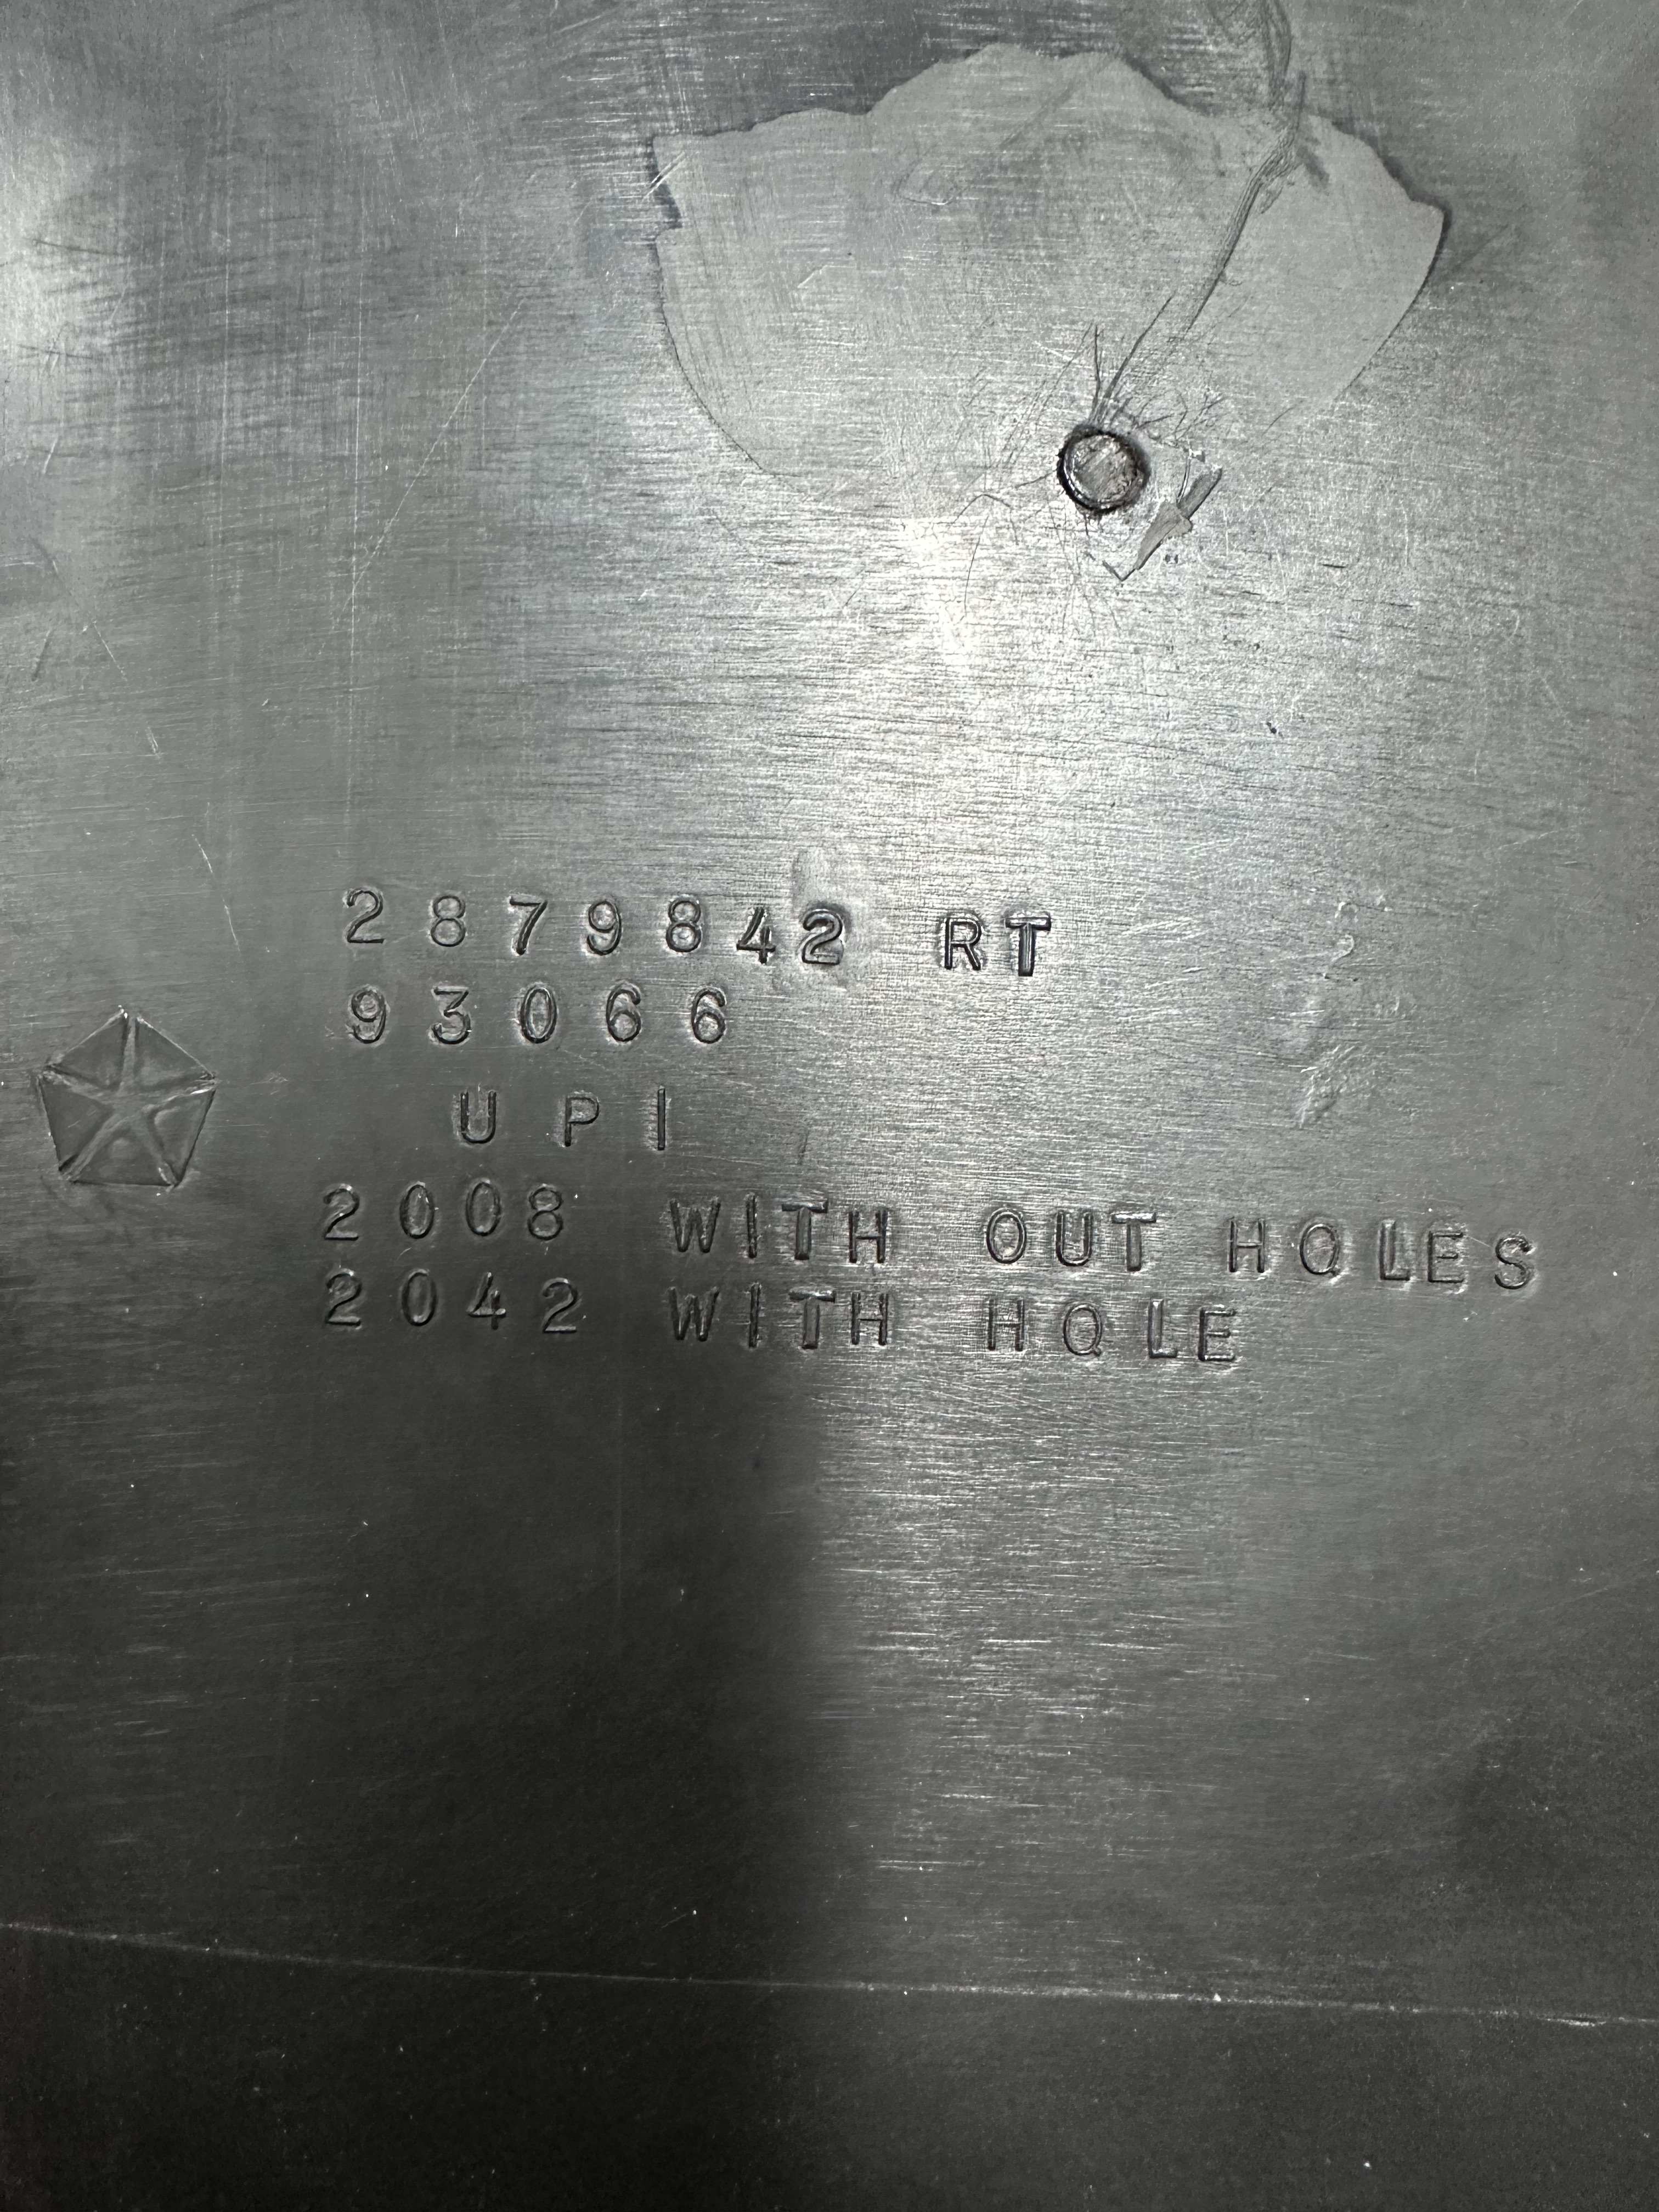 2879842 RT
93066
UPI
2008 WITH OUT HOLES
2042 WITH HOLE